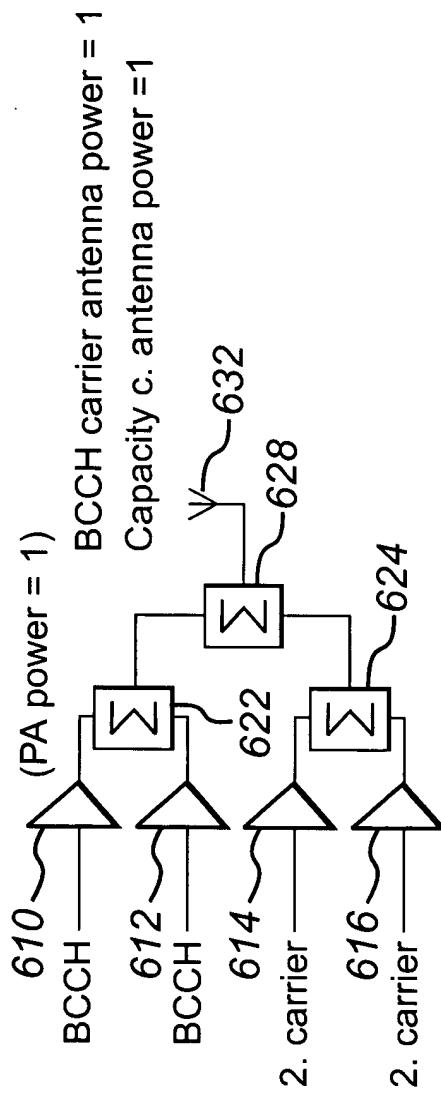 610
BCCH
(PA power = 1)
612
BCCH
622
614
2. carrier
616
2. carrier
624
628
632
BCCH carrier antenna power = 1
Capacity c. antenna power =1
Σ
Σ
Σ